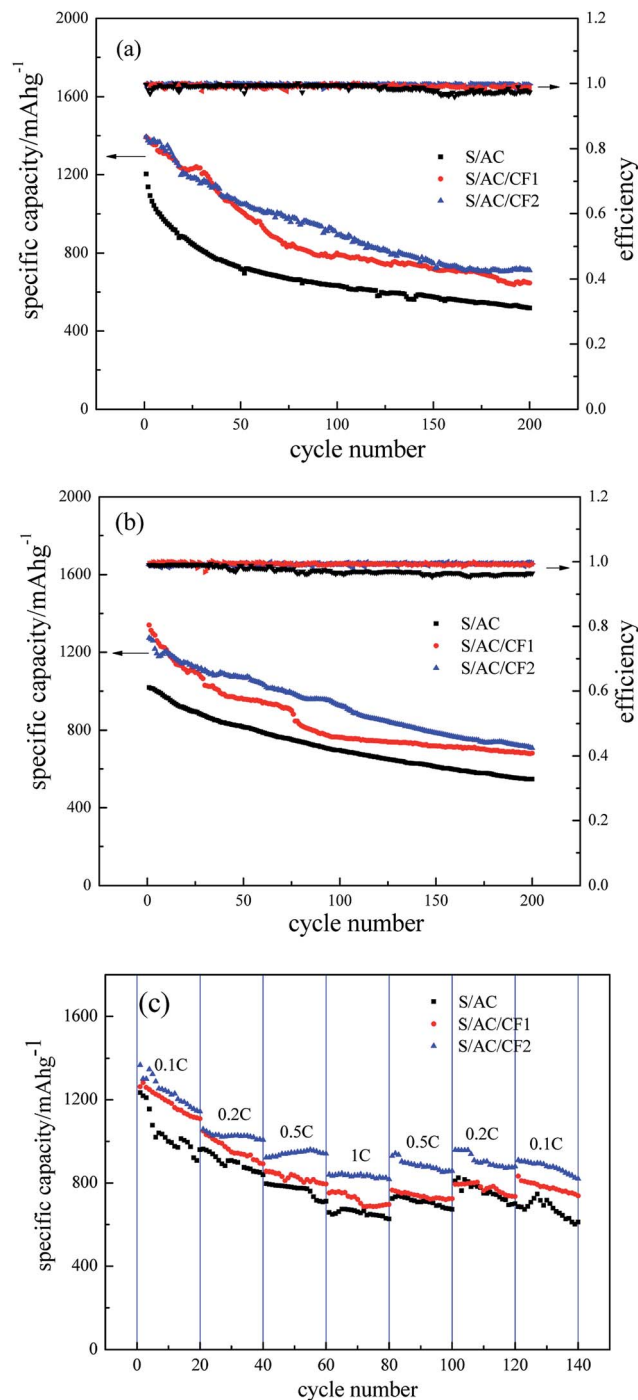 (a)
2000
1600
1200
800
400
0
specific capacity/mAhg⁻¹
1.2
1.0
0.8
0.6
0.4
0.2
0.0
efficiency
S/AC
S/AC/CF1
S/AC/CF2
0 50 100 150 200
cycle number
(b)
2000
1600
1200
800
400
0
specific capacity/mAhg⁻¹
1.2
1.0
0.8
0.6
0.4
0.2
0.0
efficiency
S/AC
S/AC/CF1
S/AC/CF2
0 50 100 150 200
cycle number
(c)
1600
1200
800
400
0
specific capacity/mAhg⁻¹
S/AC
S/AC/CF1
S/AC/CF2
0.1C 0.2C 0.5C 1C 0.5C 0.2C 0.1C
0 20 40 60 80 100 120 140
cycle number